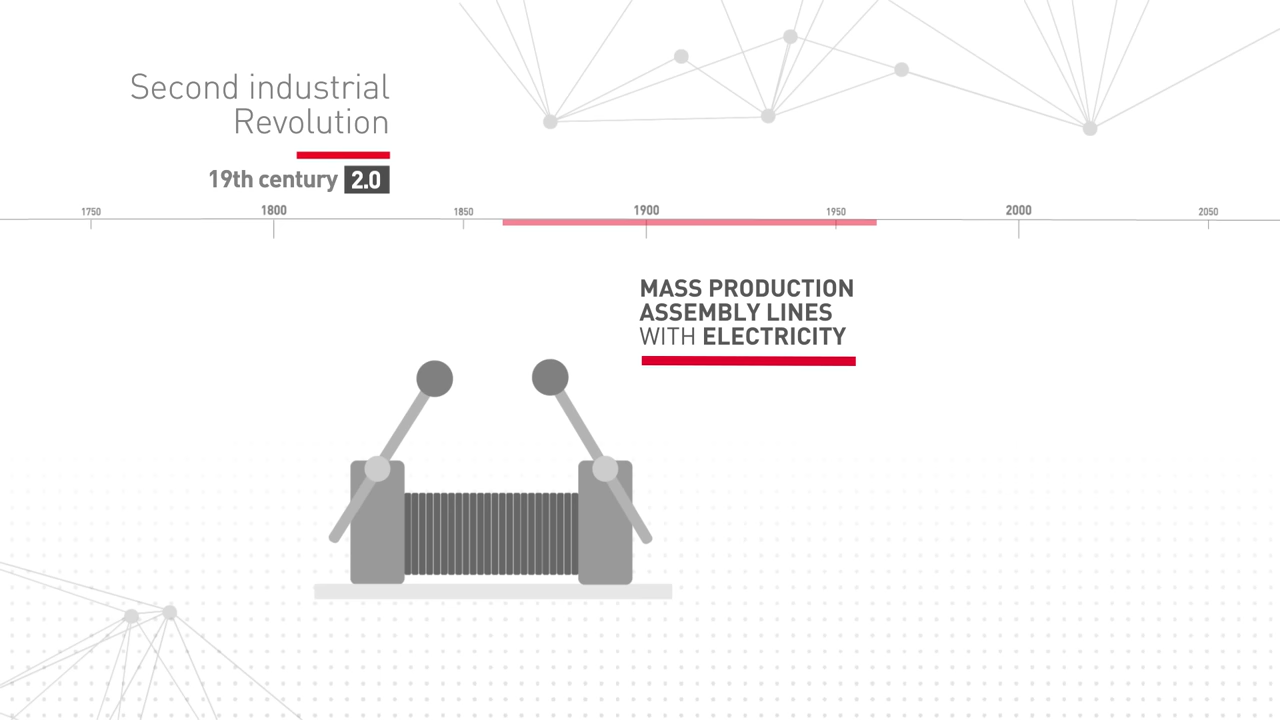 Second industrial
Revolution
19th century 2.0
1750 1800 1850 1900 1950 2000 2050
MASS PRODUCTION
ASSEMBLY LINES
WITH ELECTRICITY